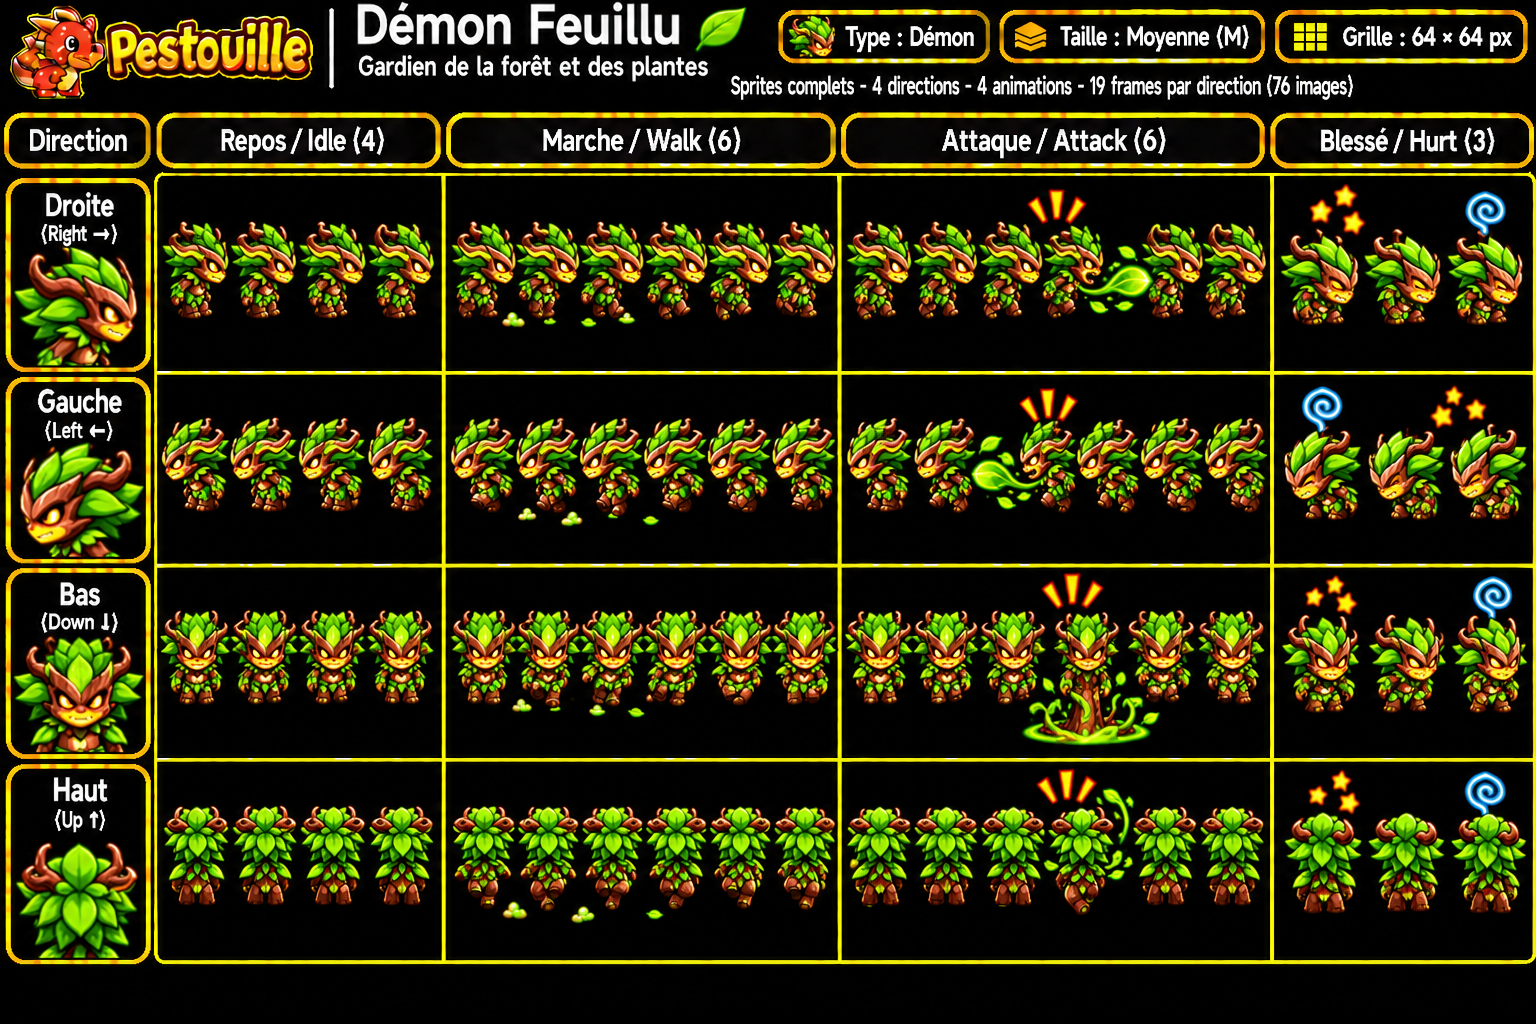 Pestouille
Démon Feuillu
Gardien de la forêt et des plantes
Type : Démon
Taille : Moyenne (M)
Grille : 64 × 64 px
Sprites complets - 4 directions - 4 animations - 19 frames par direction (76 images)
Direction
Repos / Idle (4)
Marche / Walk (6)
Attaque / Attack (6)
Blessé / Hurt (3)
Droite
(Right →)
Gauche
(Left ←)
Bas
(Down ↓)
Haut
(Up ↑)